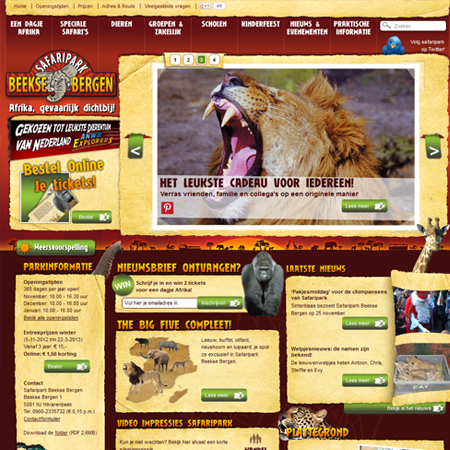 Home | Openingstijden | Prijzen | Adres & Route | Veelgestelde vragen |
EEN DAGJE AFRIKA
SPECIALE SAFARI'S
DIEREN
GROEPEN & ZAKELIJK
SCHOLEN
KINDERFEEST
NIEUWS & EVENEMENTEN
PRAKTISCHE INFORMATIE
Zoeken
Volg safaripark op Twitter!
SAFARIPARK
BEEKSE BERGEN
Afrika, gevaarlijk dichtbij!
1 2 3 4
GEKOZEN TOT LEUKSTE DIERENTUIN
VAN NEDERLAND
ANWB EXPLORERS
Bestel Online
Je tickets!
Bestel
HET LEUKSTE CADEAU VOOR IEDEREEN!
Verras vrienden, familie en collega's op een originele manier
Lees meer
Meersvoorspelling
PARKINFORMATIE
Openingstijden
365 dagen per jaar open!
November: 10.00 - 16.30 uur
December: 10.00 - 16.00 uur
Januari: 10.00 - 16.30 uur
Bekijk alle openingstijden
Entreeprijzen winter
(5-11-2012 t/m 22-3-2013)
Vanaf 3 jaar: € 15,-
Online: € 1,50 korting
Bestel
Contact
Safaripark Beekse Bergen
Beekse Bergen 1
5081 NJ Hilvarenbeek
Tel: 0900-2335732 (€ 0,15 p.m.)
Contactformulier
Download de folder (PDF 2,6MB)
NIEUWSBRIEF ONTVANGEN?
WIN
Schrijf je in en win 2 tickets
voor een dagje Afrika!
Vul hier je emailadres in.
Inschrijven
THE BIG FIVE COMPLEET!
Leeuw, buffel, olifant,
neushoorn en luipaard: je spot
ze exclusief in Safaripark
Beekse Bergen.
Lees meer
VIDEO IMPRESSIES SAFARIPARK
Kun je niet wachten? Bekijk hier alvast een korte
LAATSTE NIEUWS
'Pakjesmiddag' voor de chimpansees
van Safaripark
Sinterklaas bezoekt Safaripark Beekse
Bergen op 25 november.
Lees meer
Welppnieuws: de namen zijn
bekend!
De leeuwenwelpjes heten Antoon, Chris,
Steffie en Evy.
Lees meer
CAT
Bekijk al het nieuws
PLATTEGROND
HANDEL